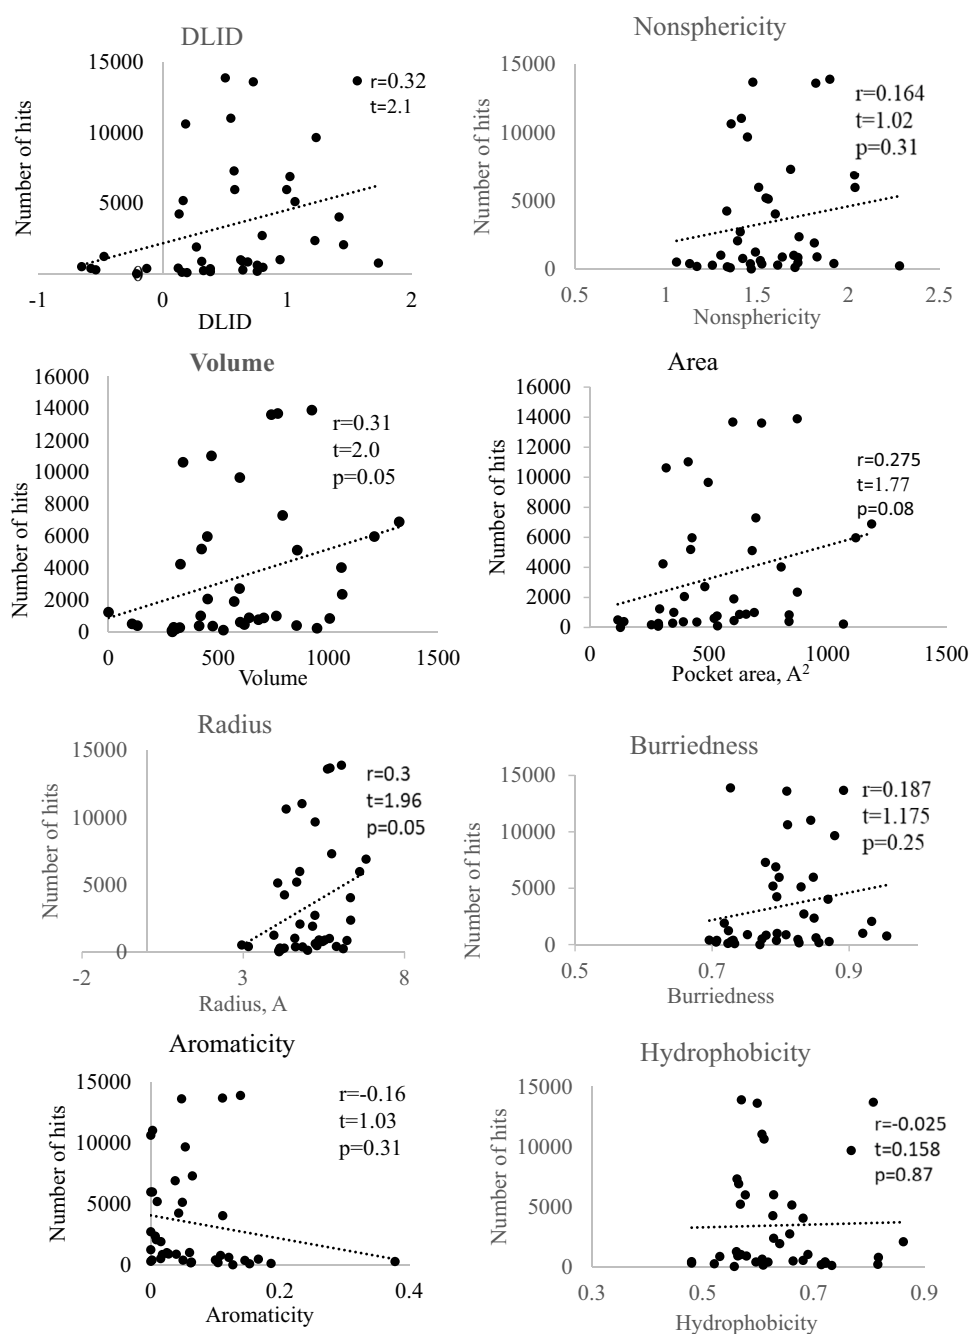 DLID
Number of hits
15000
10000
5000
0
-1
0
1
2
DLID
r=0.32
t=2.1
Nonsphericity
Number of hits
15000
10000
5000
0
0.5
1
1.5
2
2.5
Nonsphericity
r=0.164
t=1.02
p=0.31
Volume
Number of hits
16000
14000
12000
10000
8000
6000
4000
2000
0
0
500
1000
1500
Volume
r=0.31
t=2.0
p=0.05
Area
Number of hits
16000
14000
12000
10000
8000
6000
4000
2000
0
0
500
1000
1500
Pocket area, A2
r=0.275
t=1.77
p=0.08
Radius
Number of hits
15000
10000
5000
0
-2
3
8
Radius, A
r=0.3
t=1.96
p=0.05
Burriedness
Number of hits
15000
10000
5000
0
0.5
0.7
0.9
Burriedness
r=0.187
t=1.175
p=0.25
Aromaticity
Number of hits
15000
10000
5000
0
0
0.2
0.4
Aromaticity
r=-0.16
t=1.03
p=0.31
Hydrophobicity
Number of hits
15000
10000
5000
0
0.3
0.5
0.7
0.9
Hydrophobicity
r=-0.025
t=0.158
p=0.87